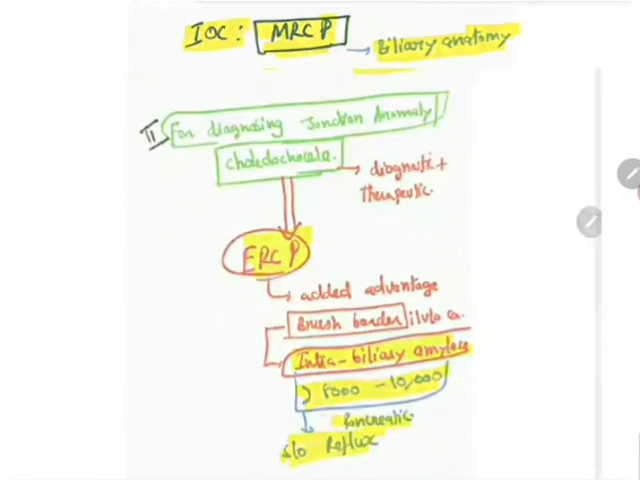 IOC: MRCP
→ Biliary anatomy
II For diagnosing Junction Anomaly
choledochocele.
→ diagnostic +
Therapeutic.
ERCP
→ added advantage
Brush border
Intra-biliary amylase
10,000
Pancreatic
s/o Reflux